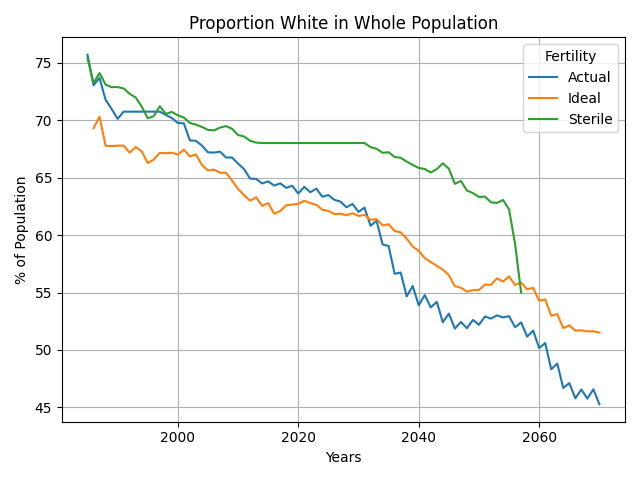 Proportion White in Whole Population
% of Population
75
70
65
60
55
50
45
Fertility
Actual
Ideal
Sterile
2000
2020
2040
2060
Years